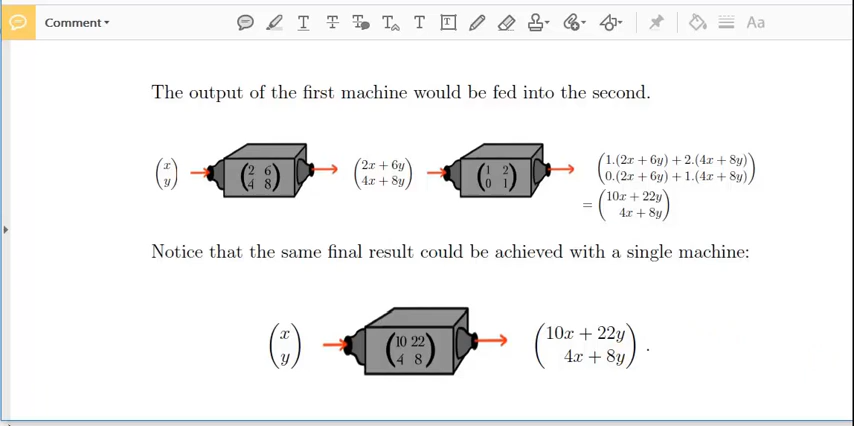 Comment
Aa
The output of the first machine would be fed into the second.
(x
y)
(2 6
4 8)
(2x + 6y
4x + 8y)
(1 2
0 1)
(1.(2x + 6y) + 2.(4x + 8y)
0.(2x + 6y) + 1.(4x + 8y))
= (10x + 22y
4x + 8y)
Notice that the same final result could be achieved with a single machine:
(x
y)
(10 22
4 8)
(10x + 22y
4x + 8y) .